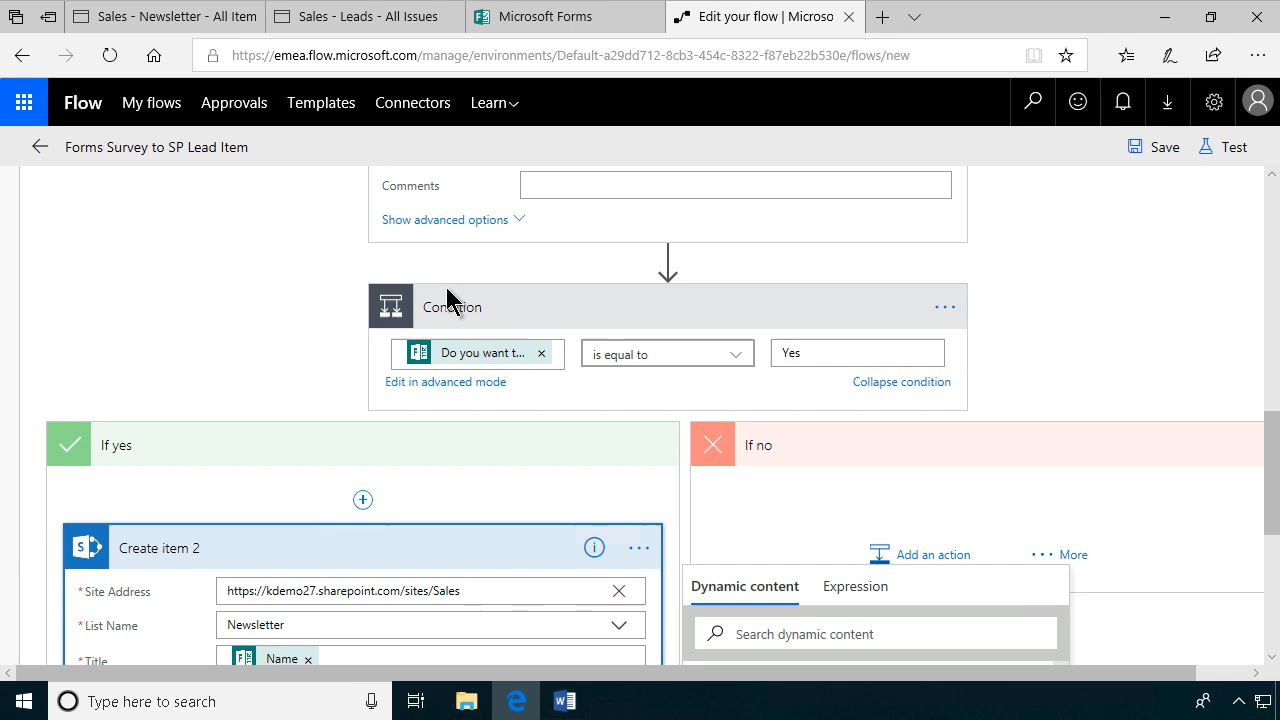 Sales - Newsletter - All Item
Sales - Leads - All Issues
Microsoft Forms
Edit your flow | Microso
https://emea.flow.microsoft.com/manage/environments/Default-a29dd712-8cb3-454c-8322-f87eb22b530e/flows/new
Flow My flows Approvals Templates Connectors Learn
Forms Survey to SP Lead Item
Save Test
Comments
Show advanced options
Condition
Do you want t... × is equal to Yes
Edit in advanced mode Collapse condition
If yes
If no
Create item 2
Add an action
More
Dynamic content Expression
* Site Address https://kdemo27.sharepoint.com/sites/Sales
* List Name Newsletter
Search dynamic content
* Title Name ×
Type here to search